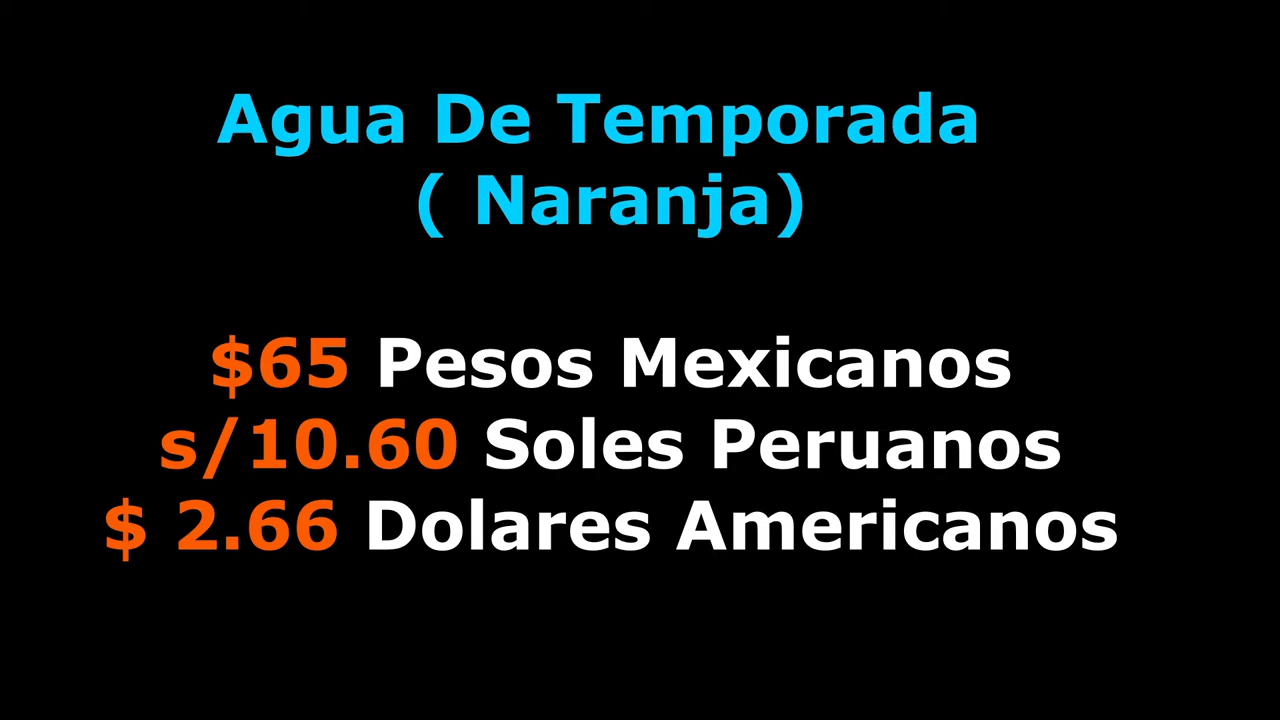 Agua De Temporada
( Naranja)
$65 Pesos Mexicanos
s/10.60 Soles Peruanos
$ 2.66 Dolares Americanos